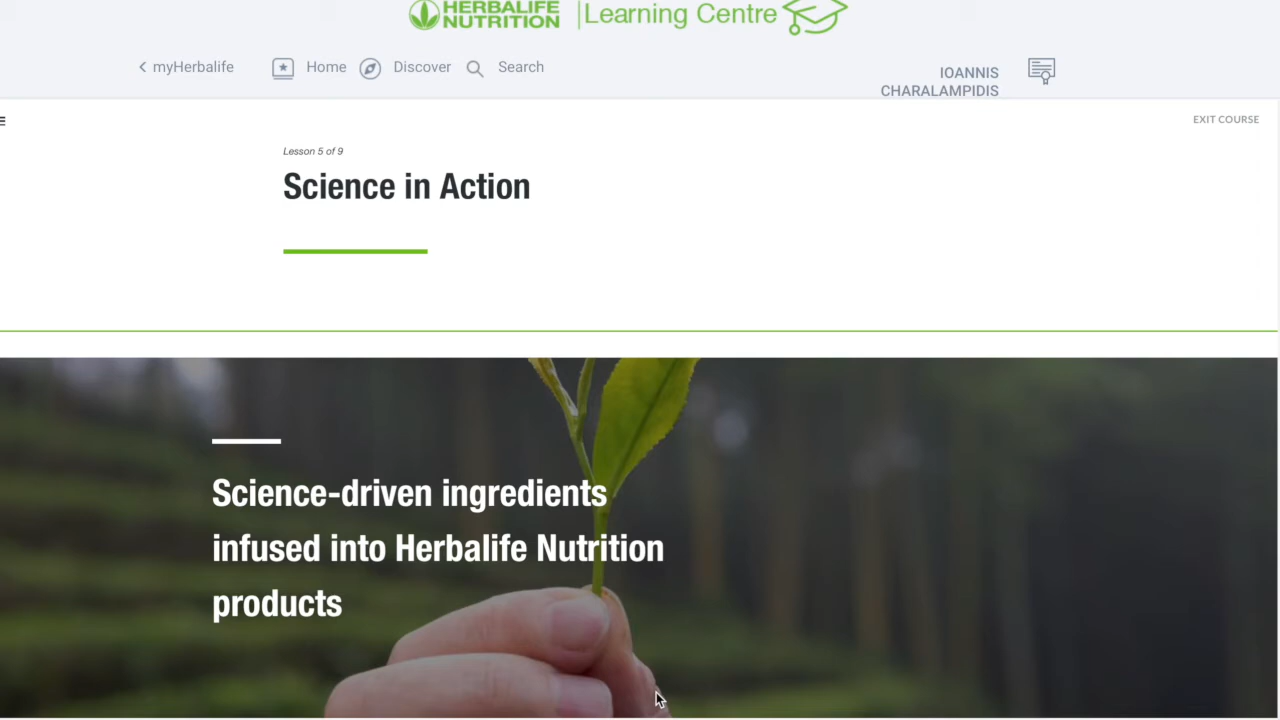 HERBALIFE
NUTRITION
Learning Centre
myHerbalife
Home
Discover
Search
IOANNIS
CHARALAMPIDIS
EXIT COURSE
Lesson 5 of 9
Science in Action
Science-driven ingredients
infused into Herbalife Nutrition
products